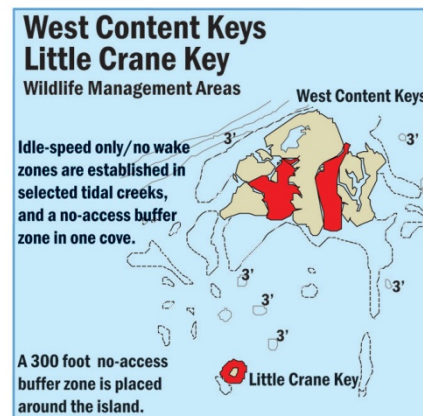 West Content Keys
Little Crane Key
Wildlife Management Areas
West Content Keys
3'
3'
Idle-speed only/no wake
zones are established in
selected tidal creeks,
and a no-access buffer
zone in one cove.
3'
3'
3'
3'
A 300 foot no-access
buffer zone is placed
around the island.
Little Crane Key